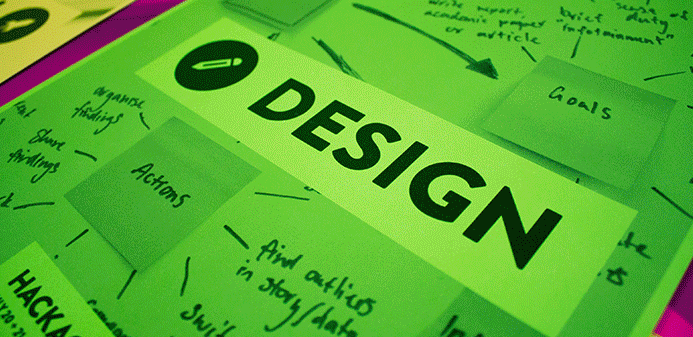 write report,
academic paper
or article
brief duty"
"infotainment"
DESIGN
Goals
organise
findings
share
findings
Actions
find outliers
in story/data
HACKA